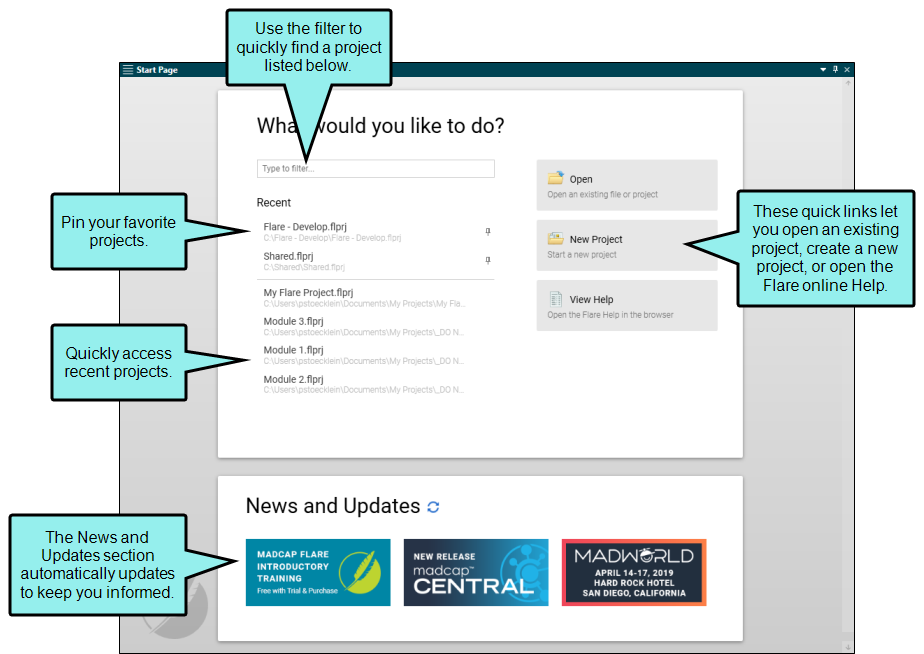 Use the filter to
quickly find a project
listed below.
Start Page
What would you like to do?
Type to filter...
Recent
Flare - Develop.flprj
C:\Flare - Develop\Flare - Develop.flprj
Shared.flprj
C:\Shared\Shared.flprj
My Flare Project.flprj
C:\Users\pstoecklein\Documents\My Projects\My Fla...
Module 3.flprj
C:\Users\pstoecklein\Documents\My Projects\_DO N...
Module 1.flprj
C:\Users\pstoecklein\Documents\My Projects\_DO N...
Module 2.flprj
C:\Users\pstoecklein\Documents\My Projects\_DO N...
Open
Open an existing file or project
New Project
Start a new project
View Help
Open the Flare Help in the browser
Pin your favorite
projects.
Quickly access
recent projects.
These quick links let
you open an existing
project, create a new
project, or open the
Flare online Help.
News and Updates
The News and
Updates section
automatically updates
to keep you informed.
MADCAP FLARE
INTRODUCTORY
TRAINING
Free with Trial & Purchase
NEW RELEASE
madcap™
CENTRAL
MADWORLD
APRIL 14-17, 2019
HARD ROCK HOTEL
SAN DIEGO, CALIFORNIA